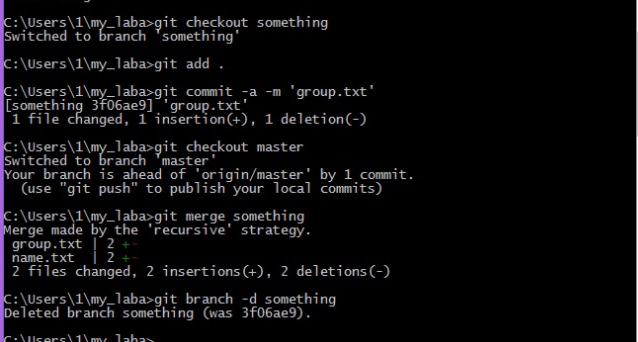 C:\Users\1\my_laba>git checkout something
Switched to branch 'something'
C:\Users\1\my_laba>git add .
C:\Users\1\my_laba>git commit -a -m 'group.txt'
[something 3f06ae9] 'group.txt'
1 file changed, 1 insertion(+), 1 deletion(-)
C:\Users\1\my_laba>git checkout master
Switched to branch 'master'
Your branch is ahead of 'origin/master' by 1 commit.
(use "git push" to publish your local commits)
C:\Users\1\my_laba>git merge something
Merge made by the 'recursive' strategy.
group.txt | 2 +-
name.txt  | 2 +-
2 files changed, 2 insertions(+), 2 deletions(-)
C:\Users\1\my_laba>git branch -d something
Deleted branch something (was 3f06ae9).
C:\Users\1\my_laba>